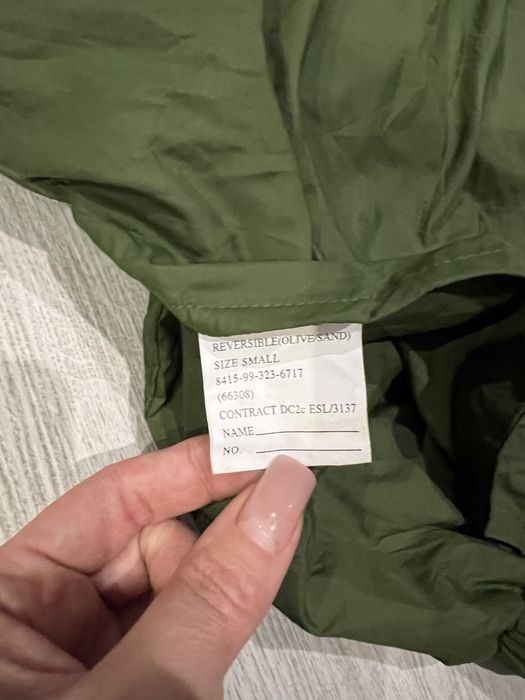 REVERSIBLE(OLIVE/SAND)
SIZE SMALL
8415-99-323-6717
(66308)
CONTRACT DC2c ESL/3137
NAME
NO.